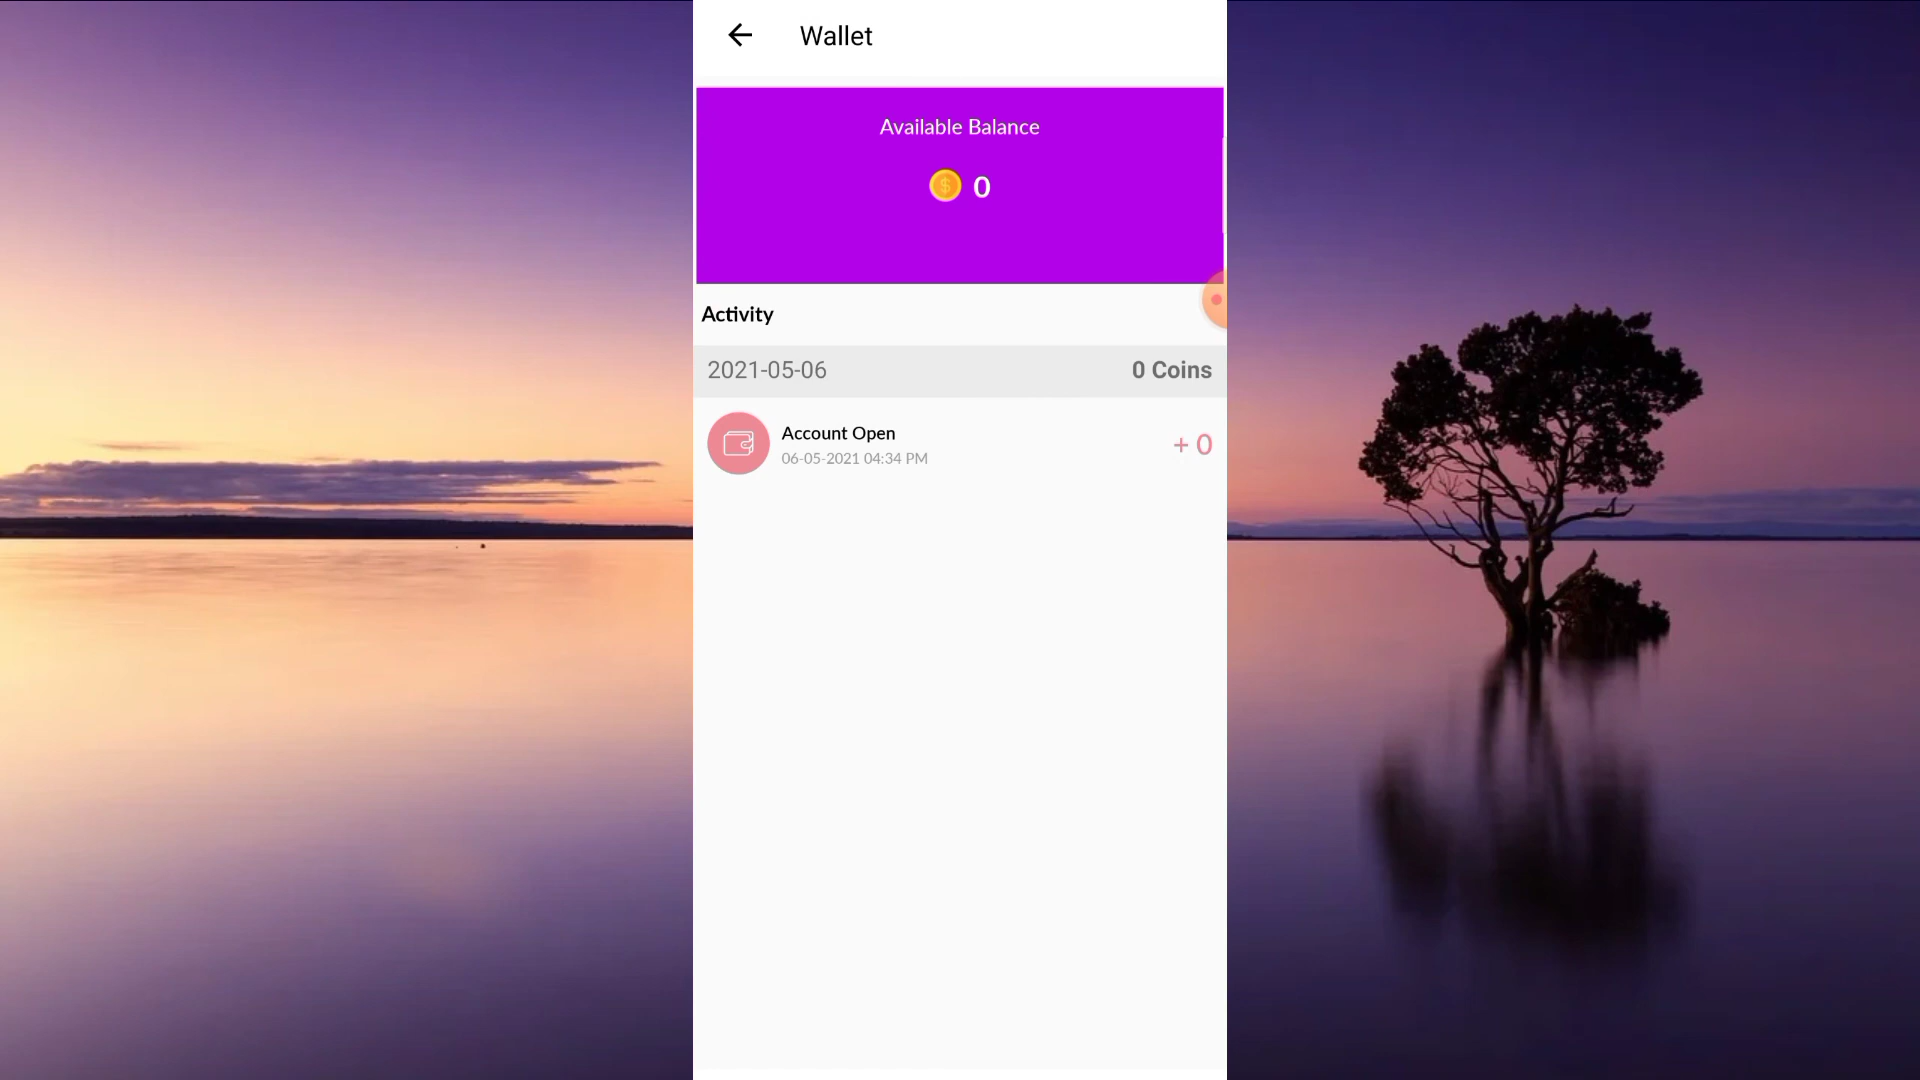 Wallet
Available Balance
0
Activity
2021-05-06 0 Coins
Account Open
+ 0
06-05-2021 04:34 PM